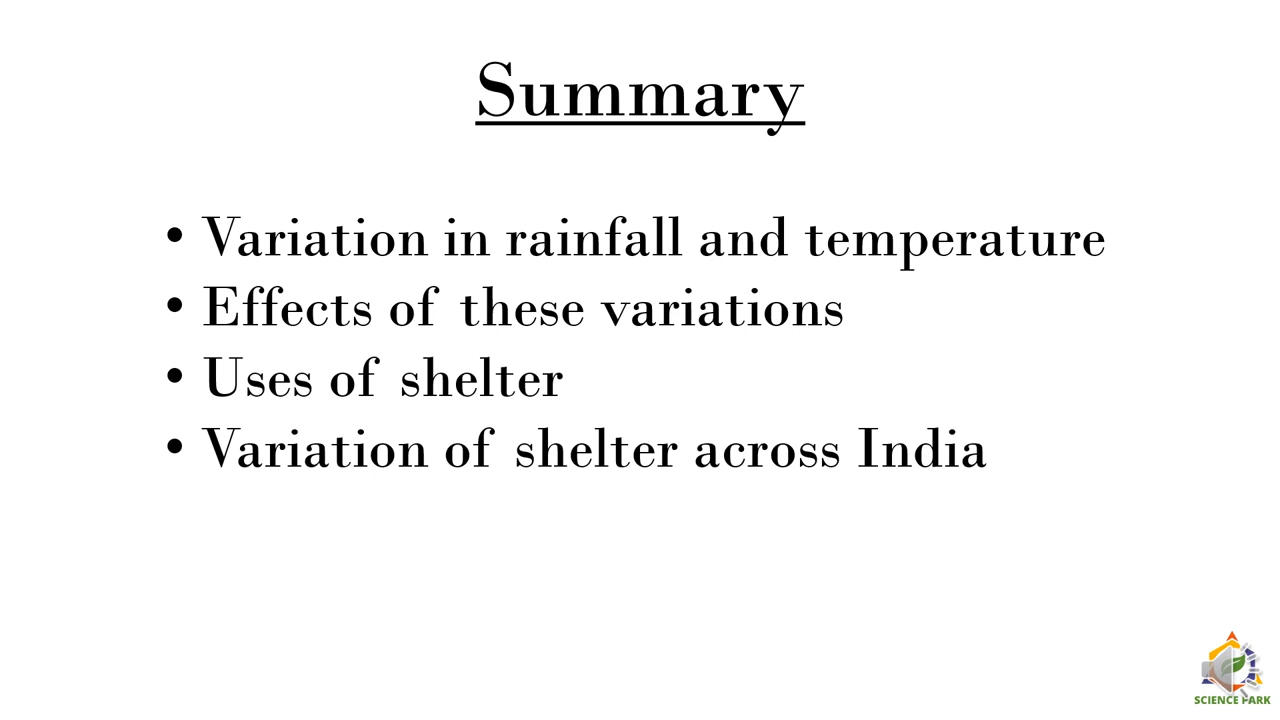 Summary
• Variation in rainfall and temperature
• Effects of these variations
• Uses of shelter
• Variation of shelter across India
SCIENCE PARK